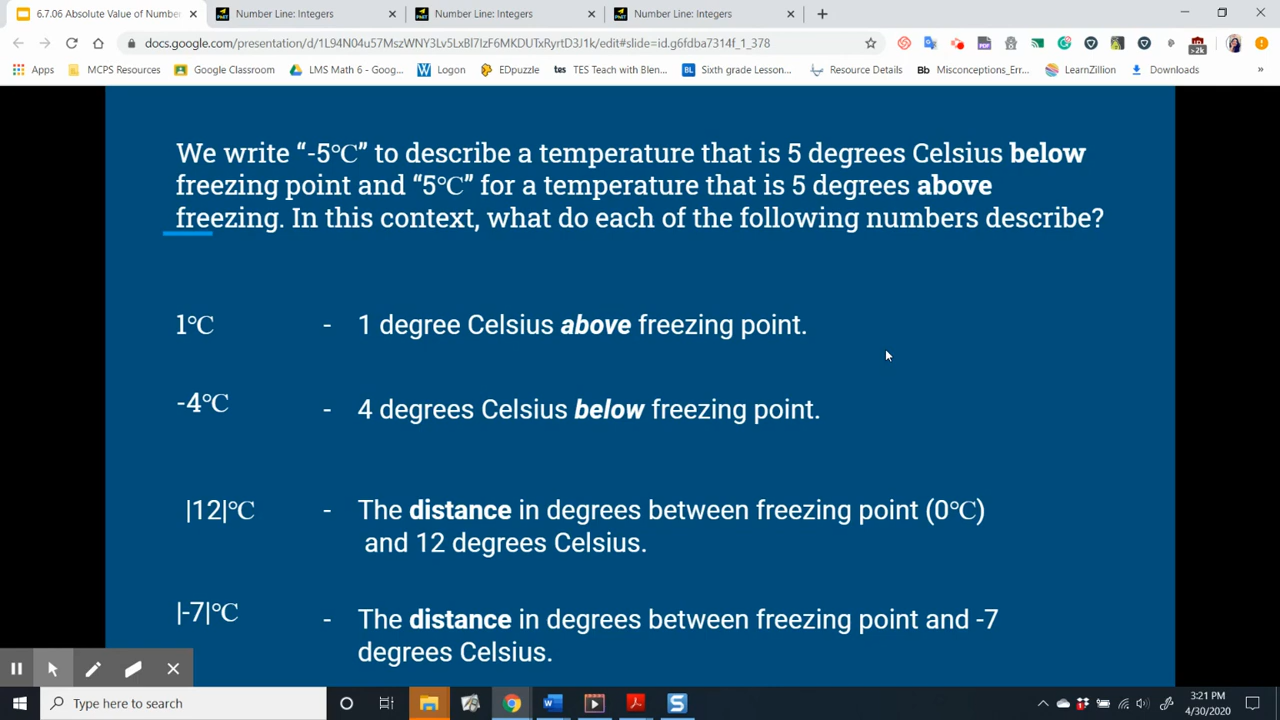 6.7.06 Absolute Value of Number
Number Line: Integers
Number Line: Integers
Number Line: Integers
docs.google.com/presentation/d/1L94N04u57MszWNY3Lv5LxBl7IzF6MKDUTxRyrtD3J1k/edit#slide=id.g6fdba7314f_1_378
Apps
MCPS Resources
Google Classroom
LMS Math 6 - Goog...
Logon
EDpuzzle
TES Teach with Blen...
Sixth grade Lesson...
Resource Details
Misconceptions_Err...
LearnZillion
Downloads
We write “-5℃” to describe a temperature that is 5 degrees Celsius below
freezing point and “5℃” for a temperature that is 5 degrees above
freezing. In this context, what do each of the following numbers describe?
1℃ - 1 degree Celsius above freezing point.
-4℃ - 4 degrees Celsius below freezing point.
|12|℃ - The distance in degrees between freezing point (0℃)
and 12 degrees Celsius.
|-7|℃ - The distance in degrees between freezing point and -7
degrees Celsius.
Type here to search
3:21 PM
4/30/2020